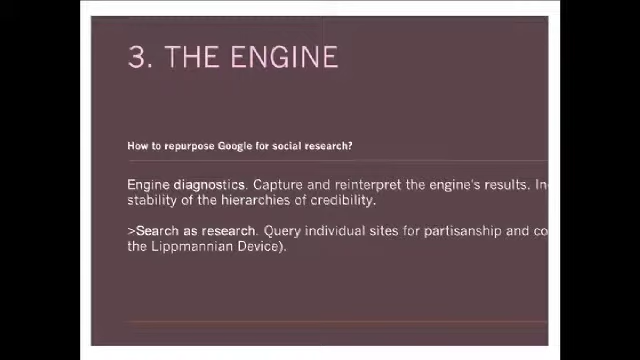 3. THE ENGINE
How to repurpose Google for social research?
Engine diagnostics. Capture and reinterpret the engine's results. In
stability of the hierarchies of credibility.
>Search as research. Query individual sites for partisanship and co
the Lippmannian Device).